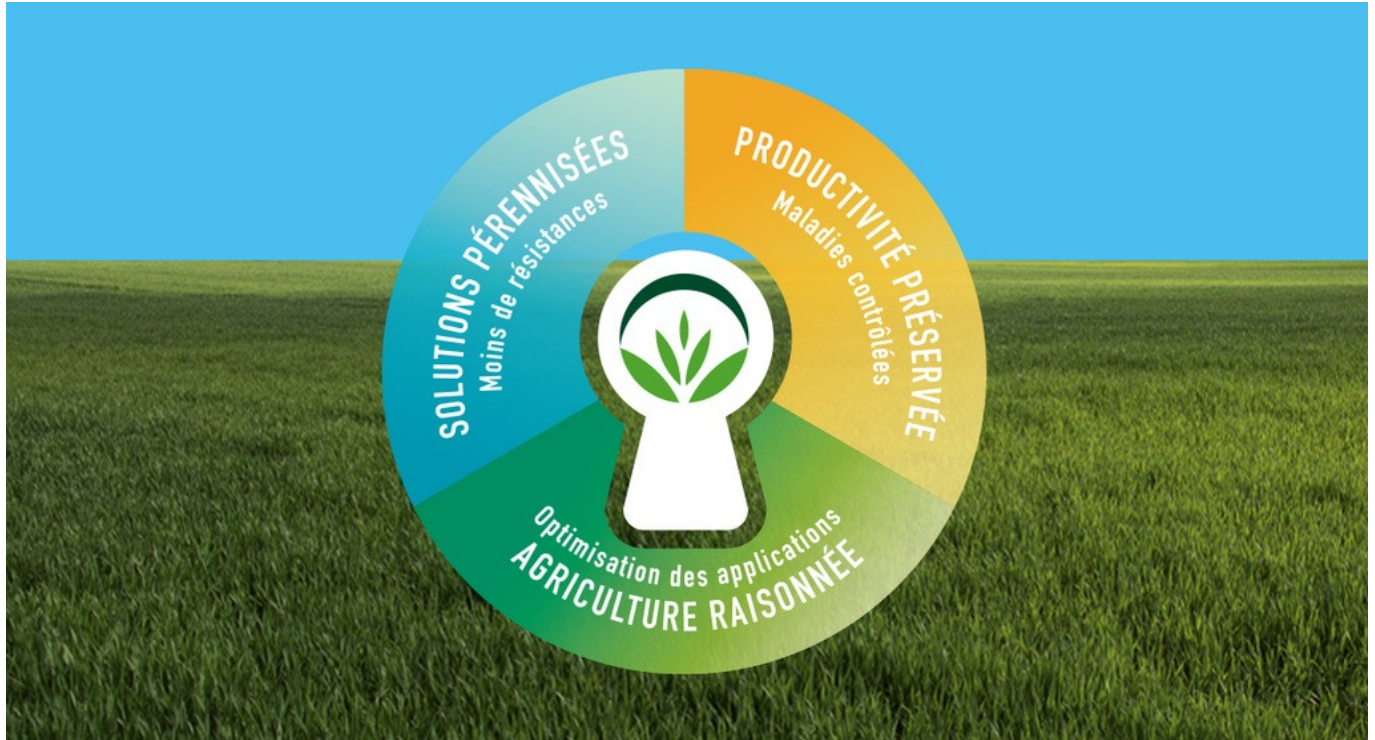 SOLUTIONS PÉRENNISÉES
Moins de résistances
PRODUCTIVITÉ PRÉSERVÉE
Maladies contrôlées
Optimisation des applications
AGRICULTURE RAISONNÉE